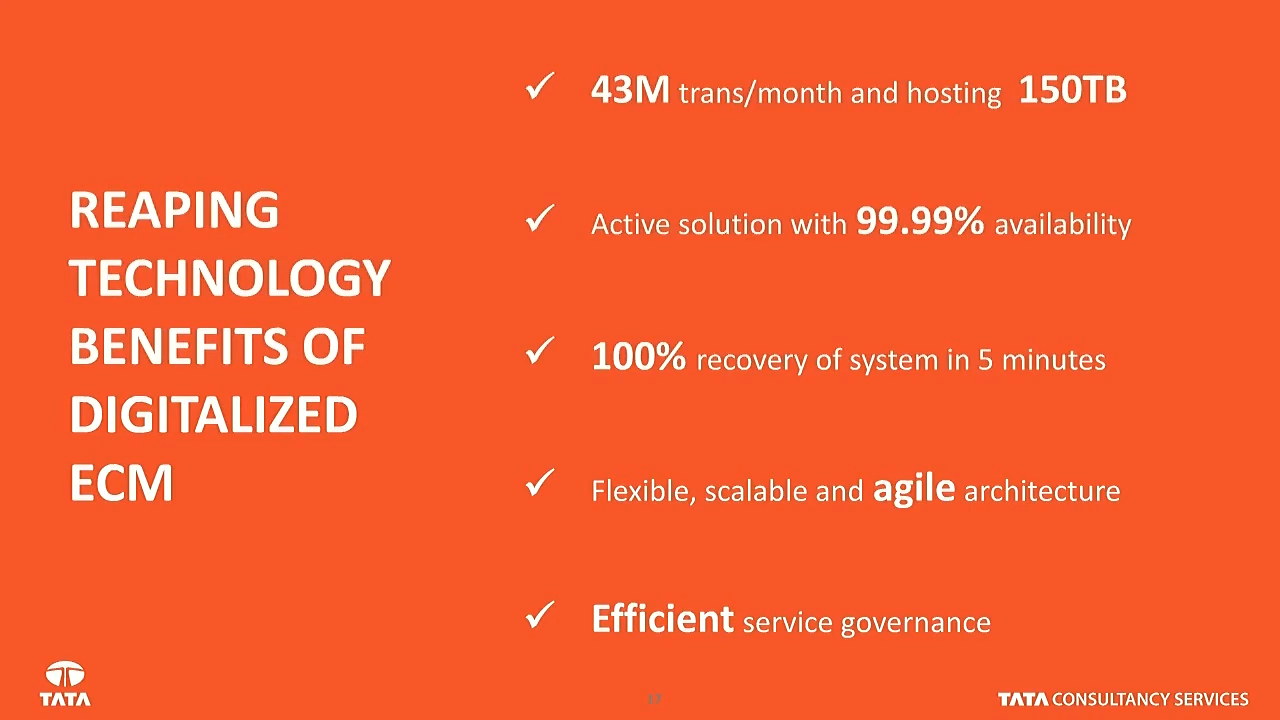 REAPING
TECHNOLOGY
BENEFITS OF
DIGITALIZED
ECM
43M trans/month and hosting 150TB
Active solution with 99.99% availability
100% recovery of system in 5 minutes
Flexible, scalable and agile architecture
Efficient service governance
TATA
TATA CONSULTANCY SERVICES